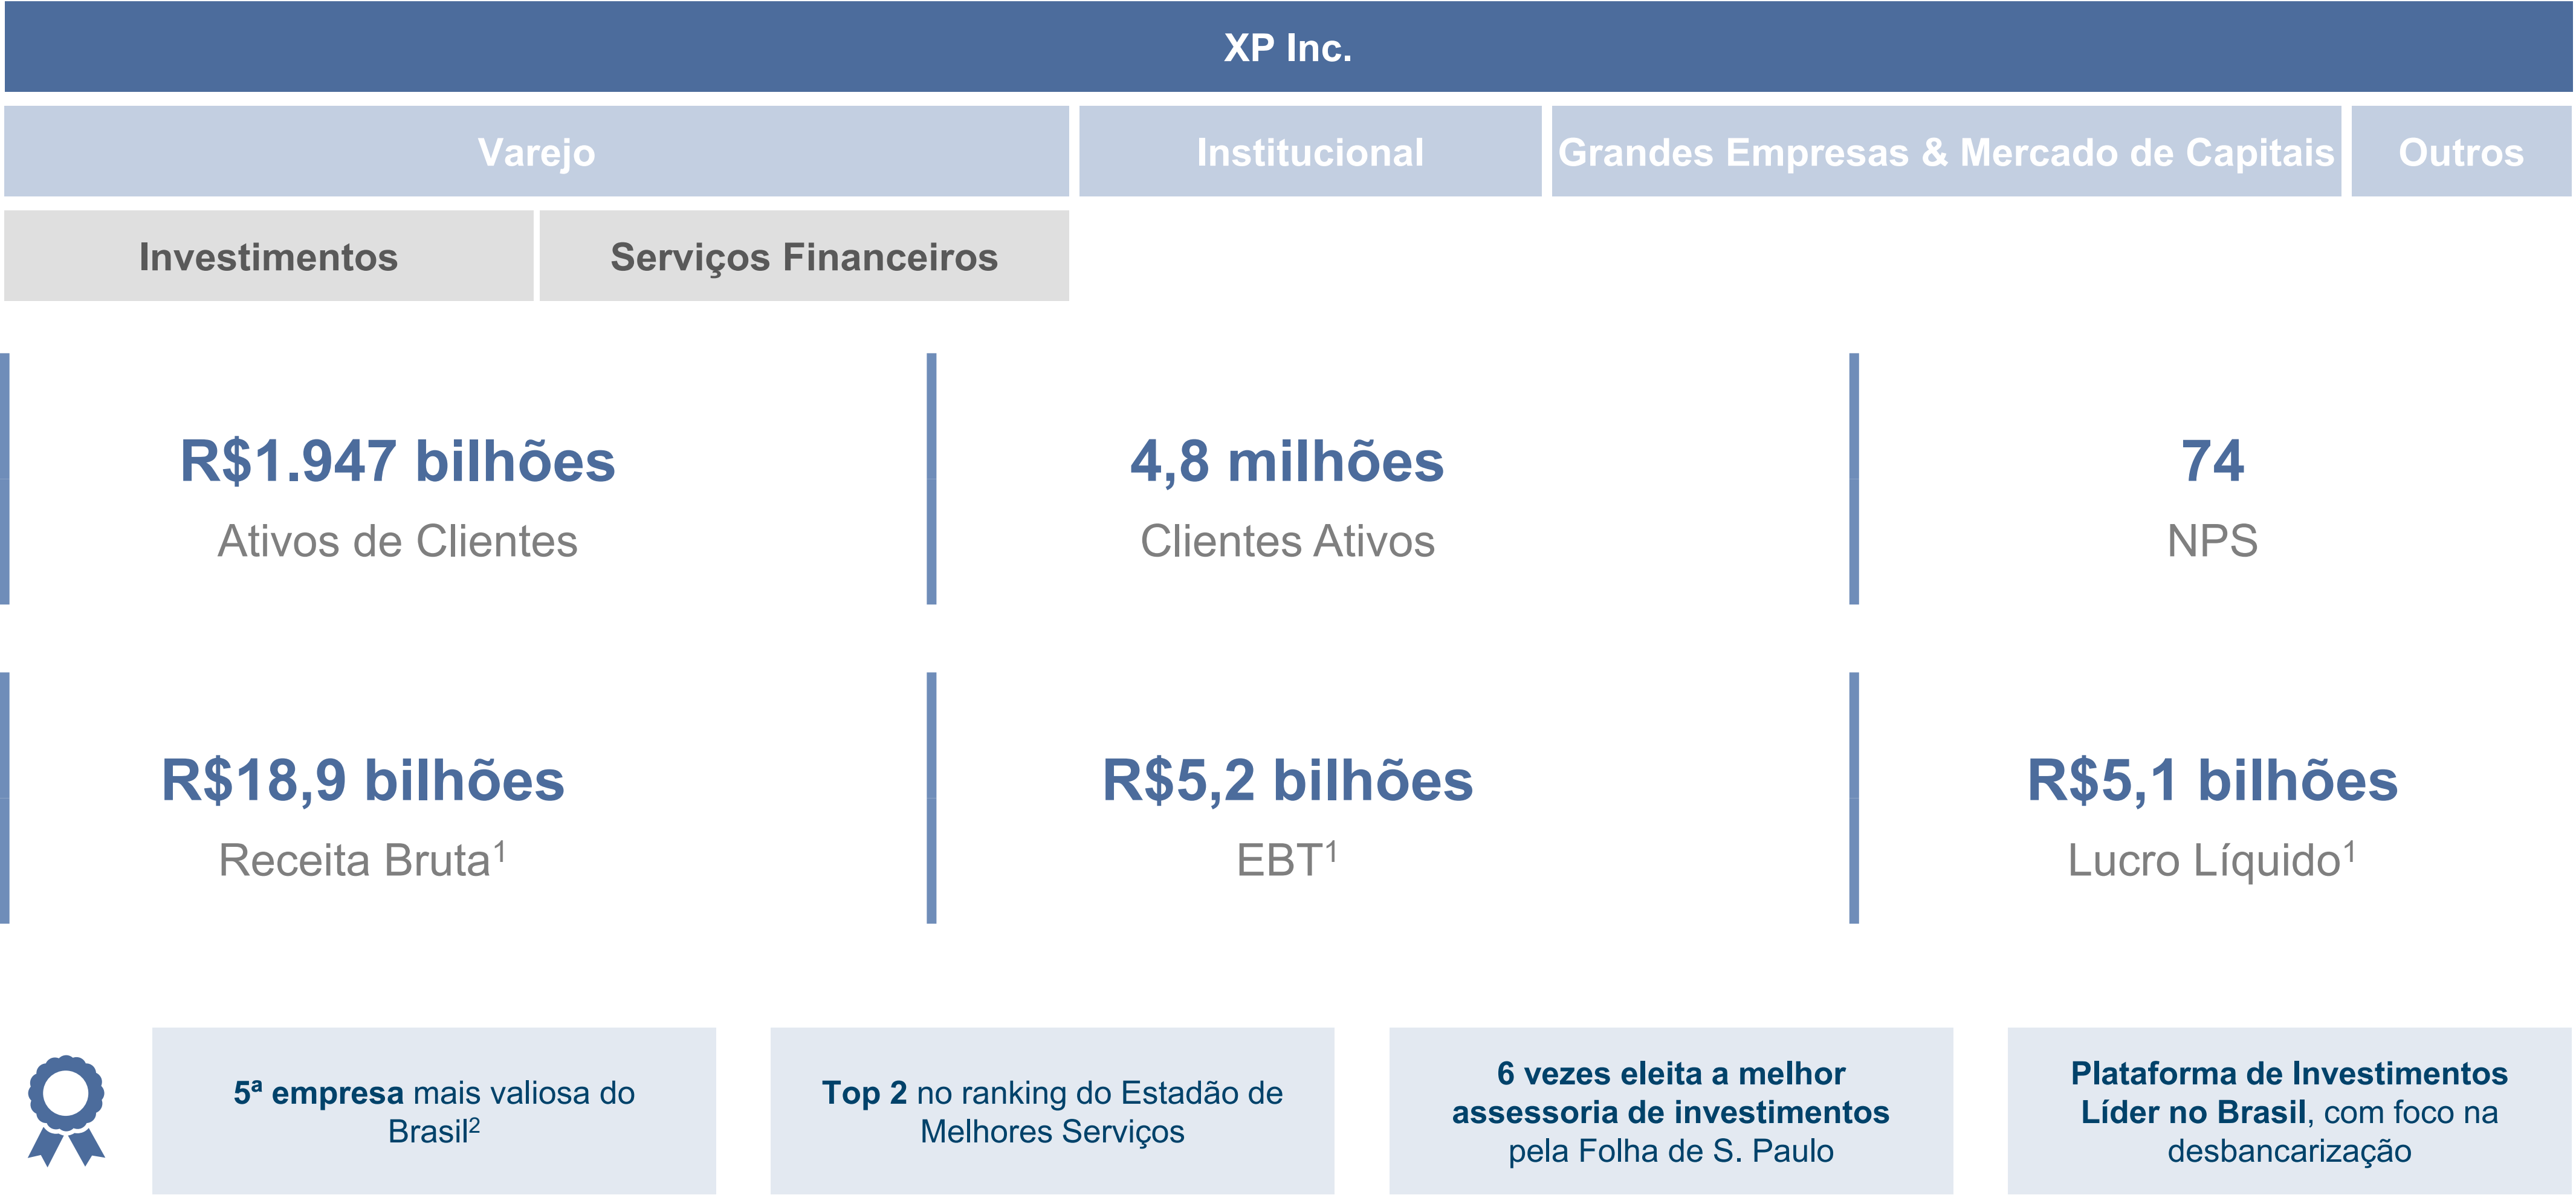 XP Inc.
Varejo
Institucional
Grandes Empresas & Mercado de Capitais
Outros
Investimentos
Serviços Financeiros
R$1.947 bilhões
Ativos de Clientes
4,8 milhões
Clientes Ativos
74
NPS
R$18,9 bilhões
Receita Bruta¹
R$5,2 bilhões
EBT¹
R$5,1 bilhões
Lucro Líquido¹
5ª empresa mais valiosa do
Brasil²
Top 2 no ranking do Estadão de
Melhores Serviços
6 vezes eleita a melhor
assessoria de investimentos
pela Folha de S. Paulo
Plataforma de Investimentos
Líder no Brasil, com foco na
desbancarização